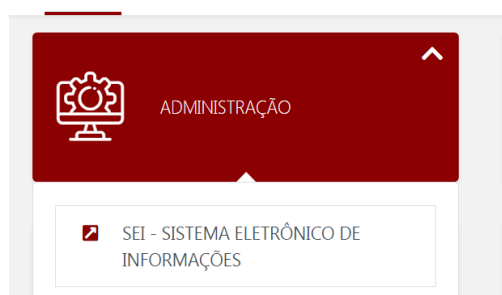 ADMINISTRAÇÃO
SEI - SISTEMA ELETRÔNICO DE
INFORMAÇÕES